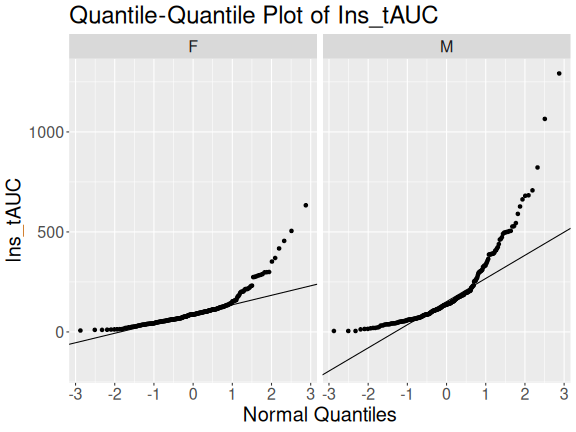 Quantile-Quantile Plot of Ins_tAUC
F M
Ins_tAUC
1000
500
0
-3 -2 -1 0 1 2 3 -3 -2 -1 0 1 2 3
Normal Quantiles